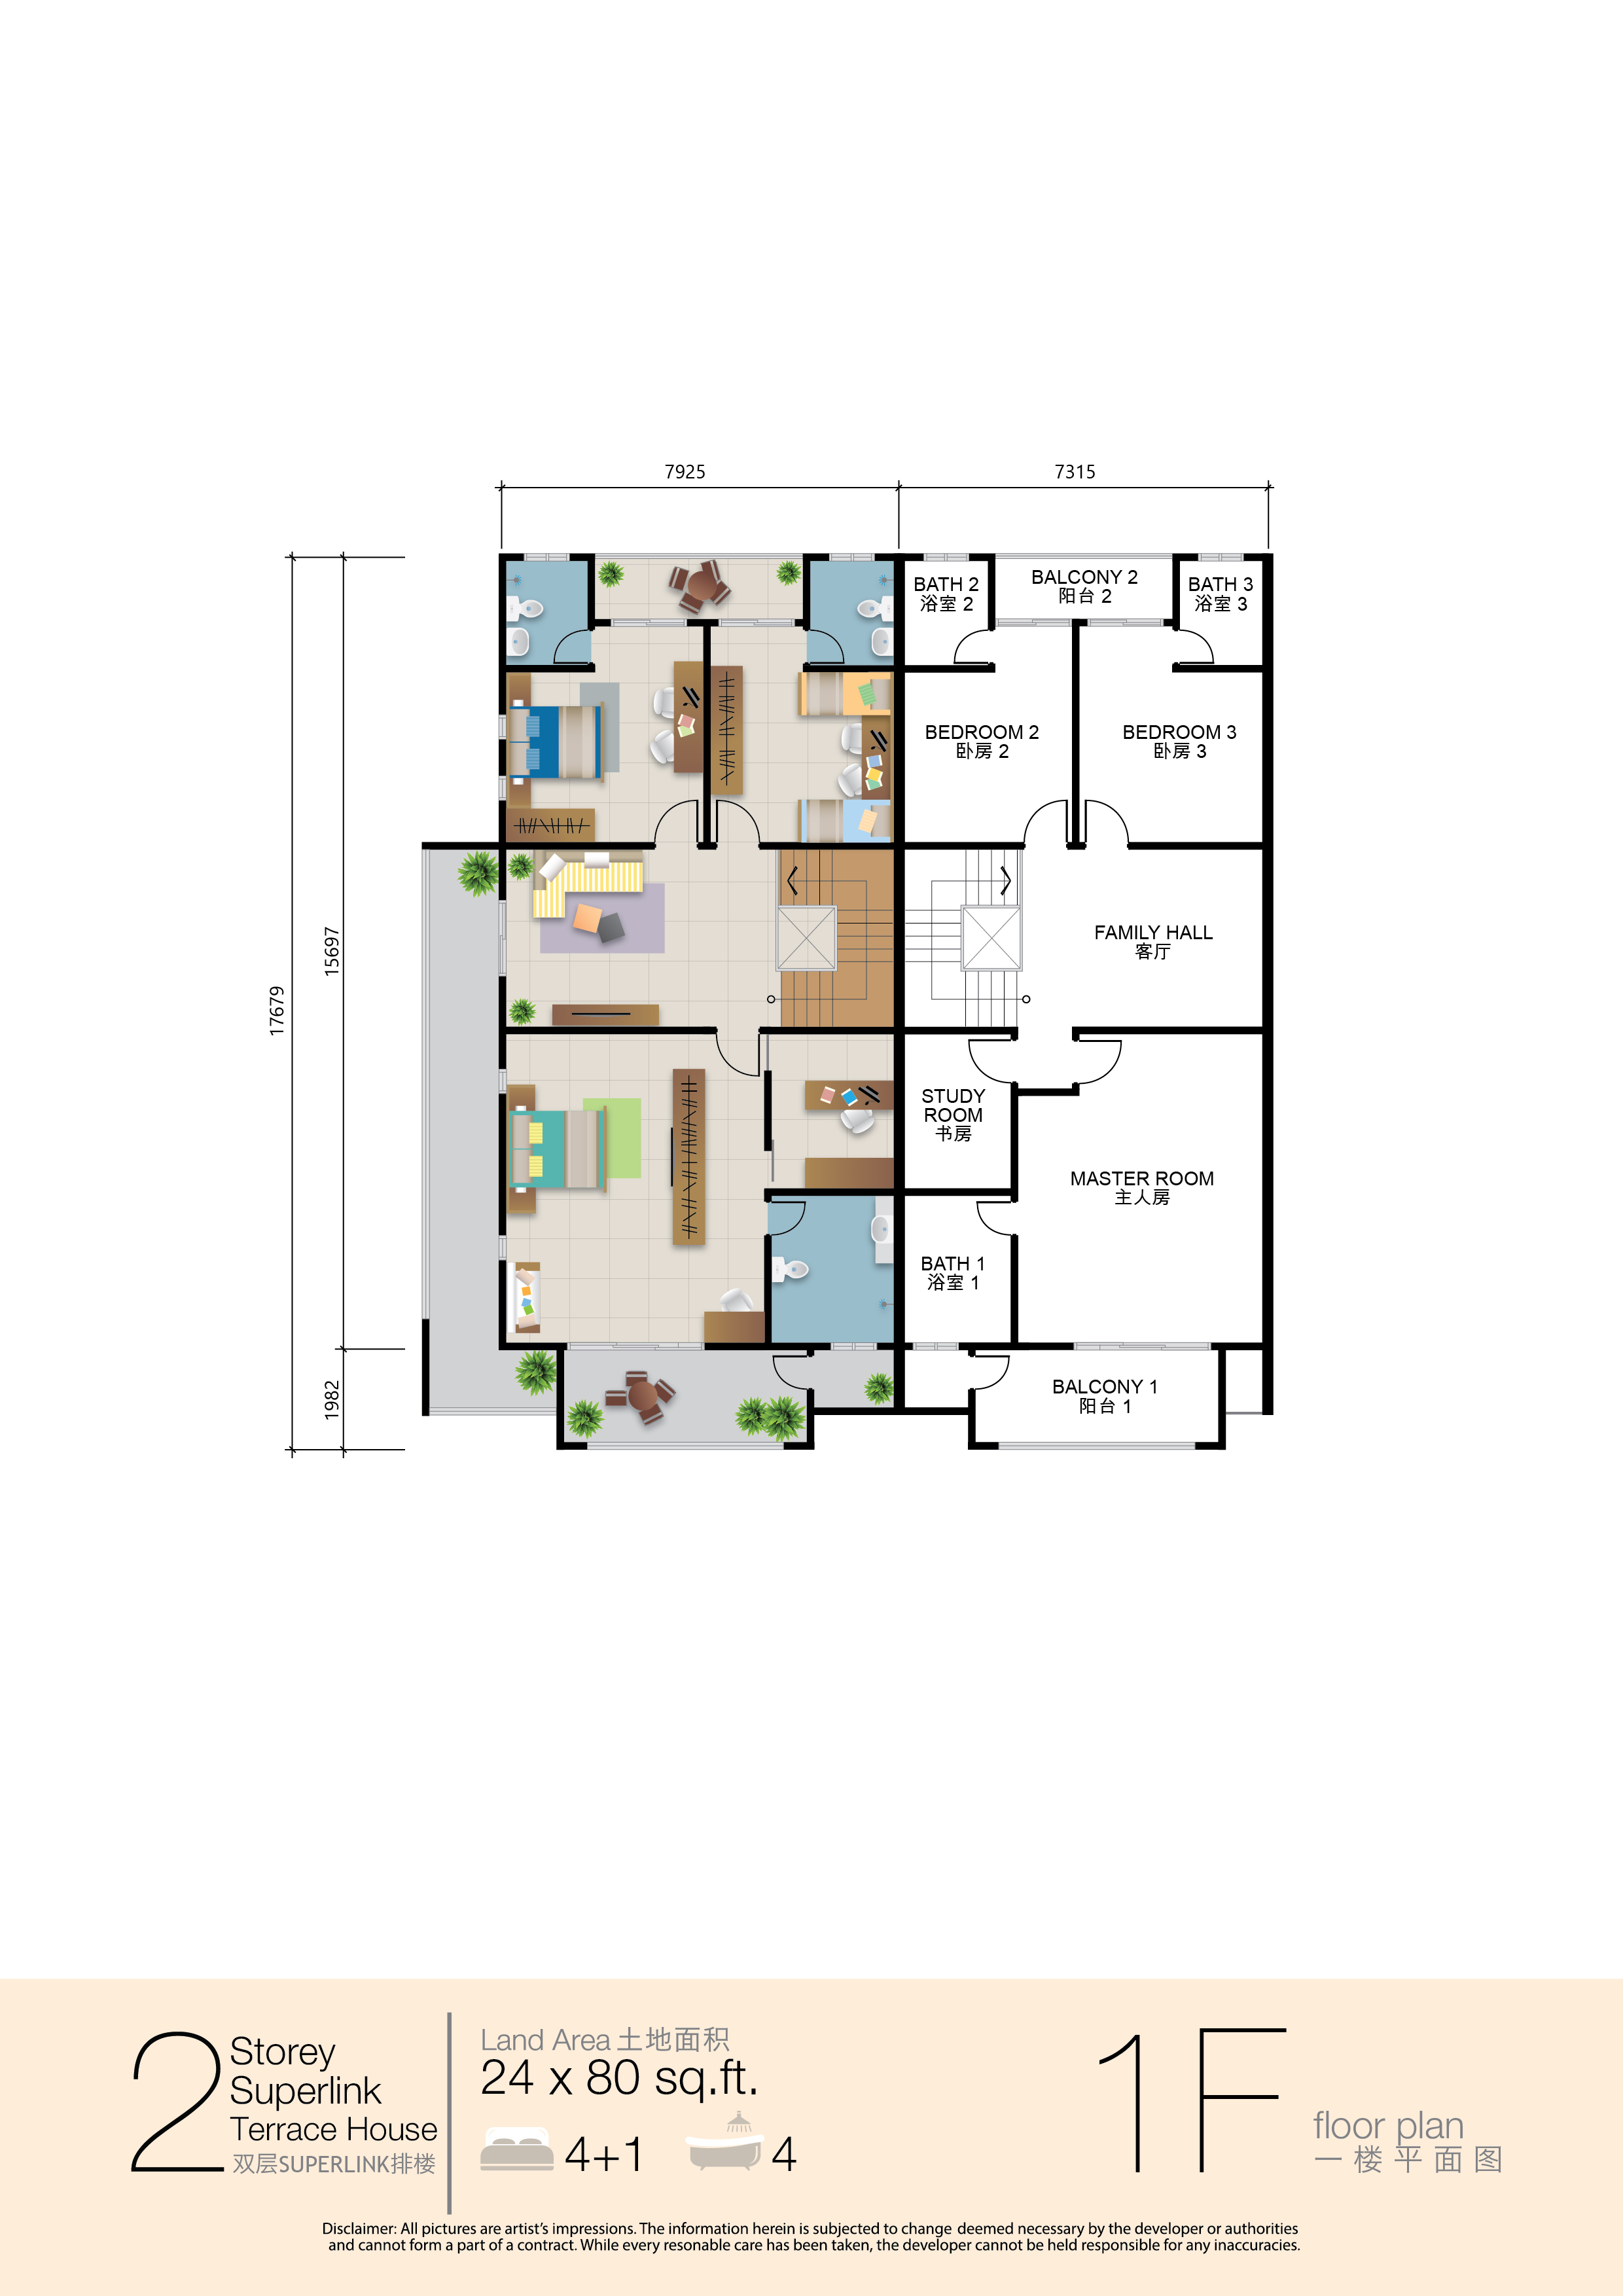 7925
7315
17679
15697
1982
BATH 2
浴室 2
BALCONY 2
阳台 2
BATH 3
浴室 3
BEDROOM 2
卧房 2
BEDROOM 3
卧房 3
FAMILY HALL
客厅
STUDY
ROOM
书房
MASTER ROOM
主人房
BATH 1
浴室 1
BALCONY 1
阳台 1
2
Storey
Superlink
Terrace House
双层SUPERLINK排楼
Land Area 土地面积
24 x 80 sq.ft.
4+1
4
1F
floor plan
一楼平面图
Disclaimer: All pictures are artist's impressions. The information herein is subjected to change deemed necessary by the developer or authorities
and cannot form a part of a contract. While every resonable care has been taken, the developer cannot be held responsible for any inaccuracies.